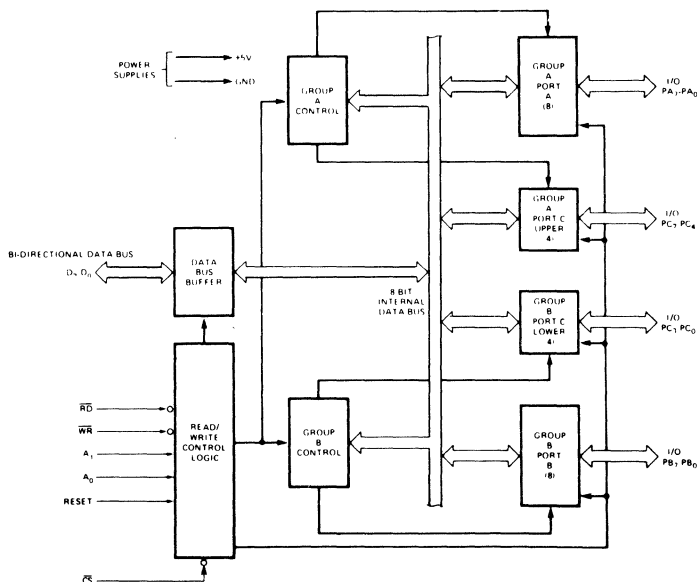 POWER
SUPPLIES
+5V
GND
GROUP
A
CONTROL
GROUP
A
PORT
A
(8)
I/O
PA7-PA0
GROUP
A
PORT C
UPPER
4)
I/O
PC7 PC4
BI-DIRECTIONAL DATA BUS
D7 D0
DATA
BUS
BUFFER
8 BIT
INTERNAL
DATA BUS
GROUP
B
PORT C
LOWER
4)
I/O
PC0
RD
WR
A1
A0
RESET
CS
READ/
WRITE
CONTROL
LOGIC
GROUP
B
CONTROL
GROUP
B
PORT
B
(8)
I/O
PB7 PB0